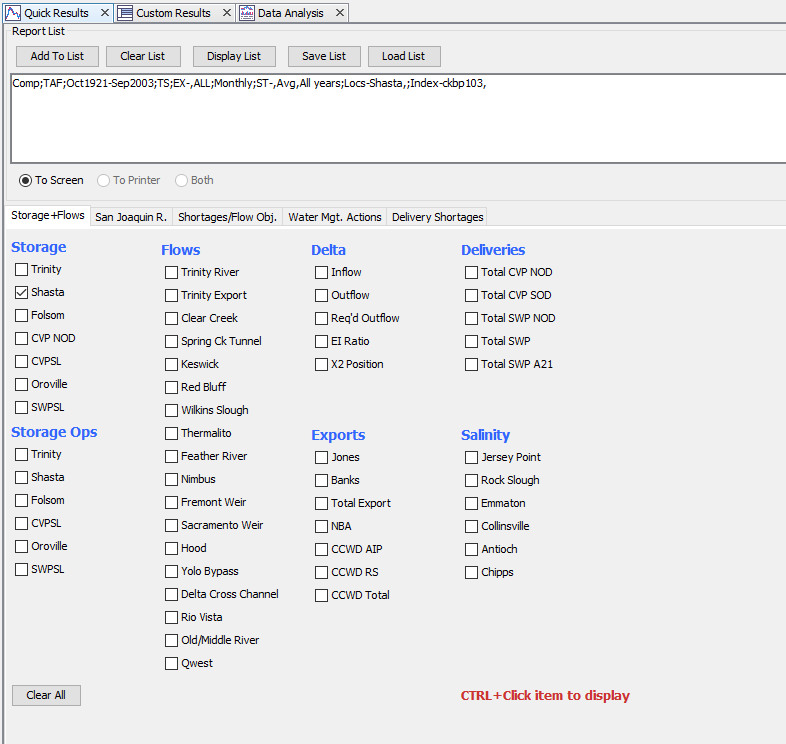 Quick Results Custom Results Data Analysis
Report List
Add To List Clear List Display List Save List Load List
Comp;TAF;Oct1921-Sep2003;TS;EX-,ALL;Monthly;ST-,Avg,All years;Locs-Shasta,;Index-ckbp103,
To Screen To Printer Both
Storage+Flows San Joaquin R. Shortages/Flow Obj. Water Mgt. Actions Delivery Shortages
Storage
Trinity
Shasta
Folsom
CVP NOD
CVPSL
Oroville
SWPSL
Storage Ops
Trinity
Shasta
Folsom
CVPSL
Oroville
SWPSL
Flows
Trinity River
Trinity Export
Clear Creek
Spring Ck Tunnel
Keswick
Red Bluff
Wilkins Slough
Thermalito
Feather River
Nimbus
Fremont Weir
Sacramento Weir
Hood
Yolo Bypass
Delta Cross Channel
Rio Vista
Old/Middle River
Qwest
Delta
Inflow
Outflow
Req'd Outflow
EI Ratio
X2 Position
Exports
Jones
Banks
Total Export
NBA
CCWD AIP
CCWD RS
CCWD Total
Deliveries
Total CVP NOD
Total CVP SOD
Total SWP NOD
Total SWP
Total SWP A21
Salinity
Jersey Point
Rock Slough
Emmaton
Collinsville
Antioch
Chipps
Clear All
CTRL+Click item to display